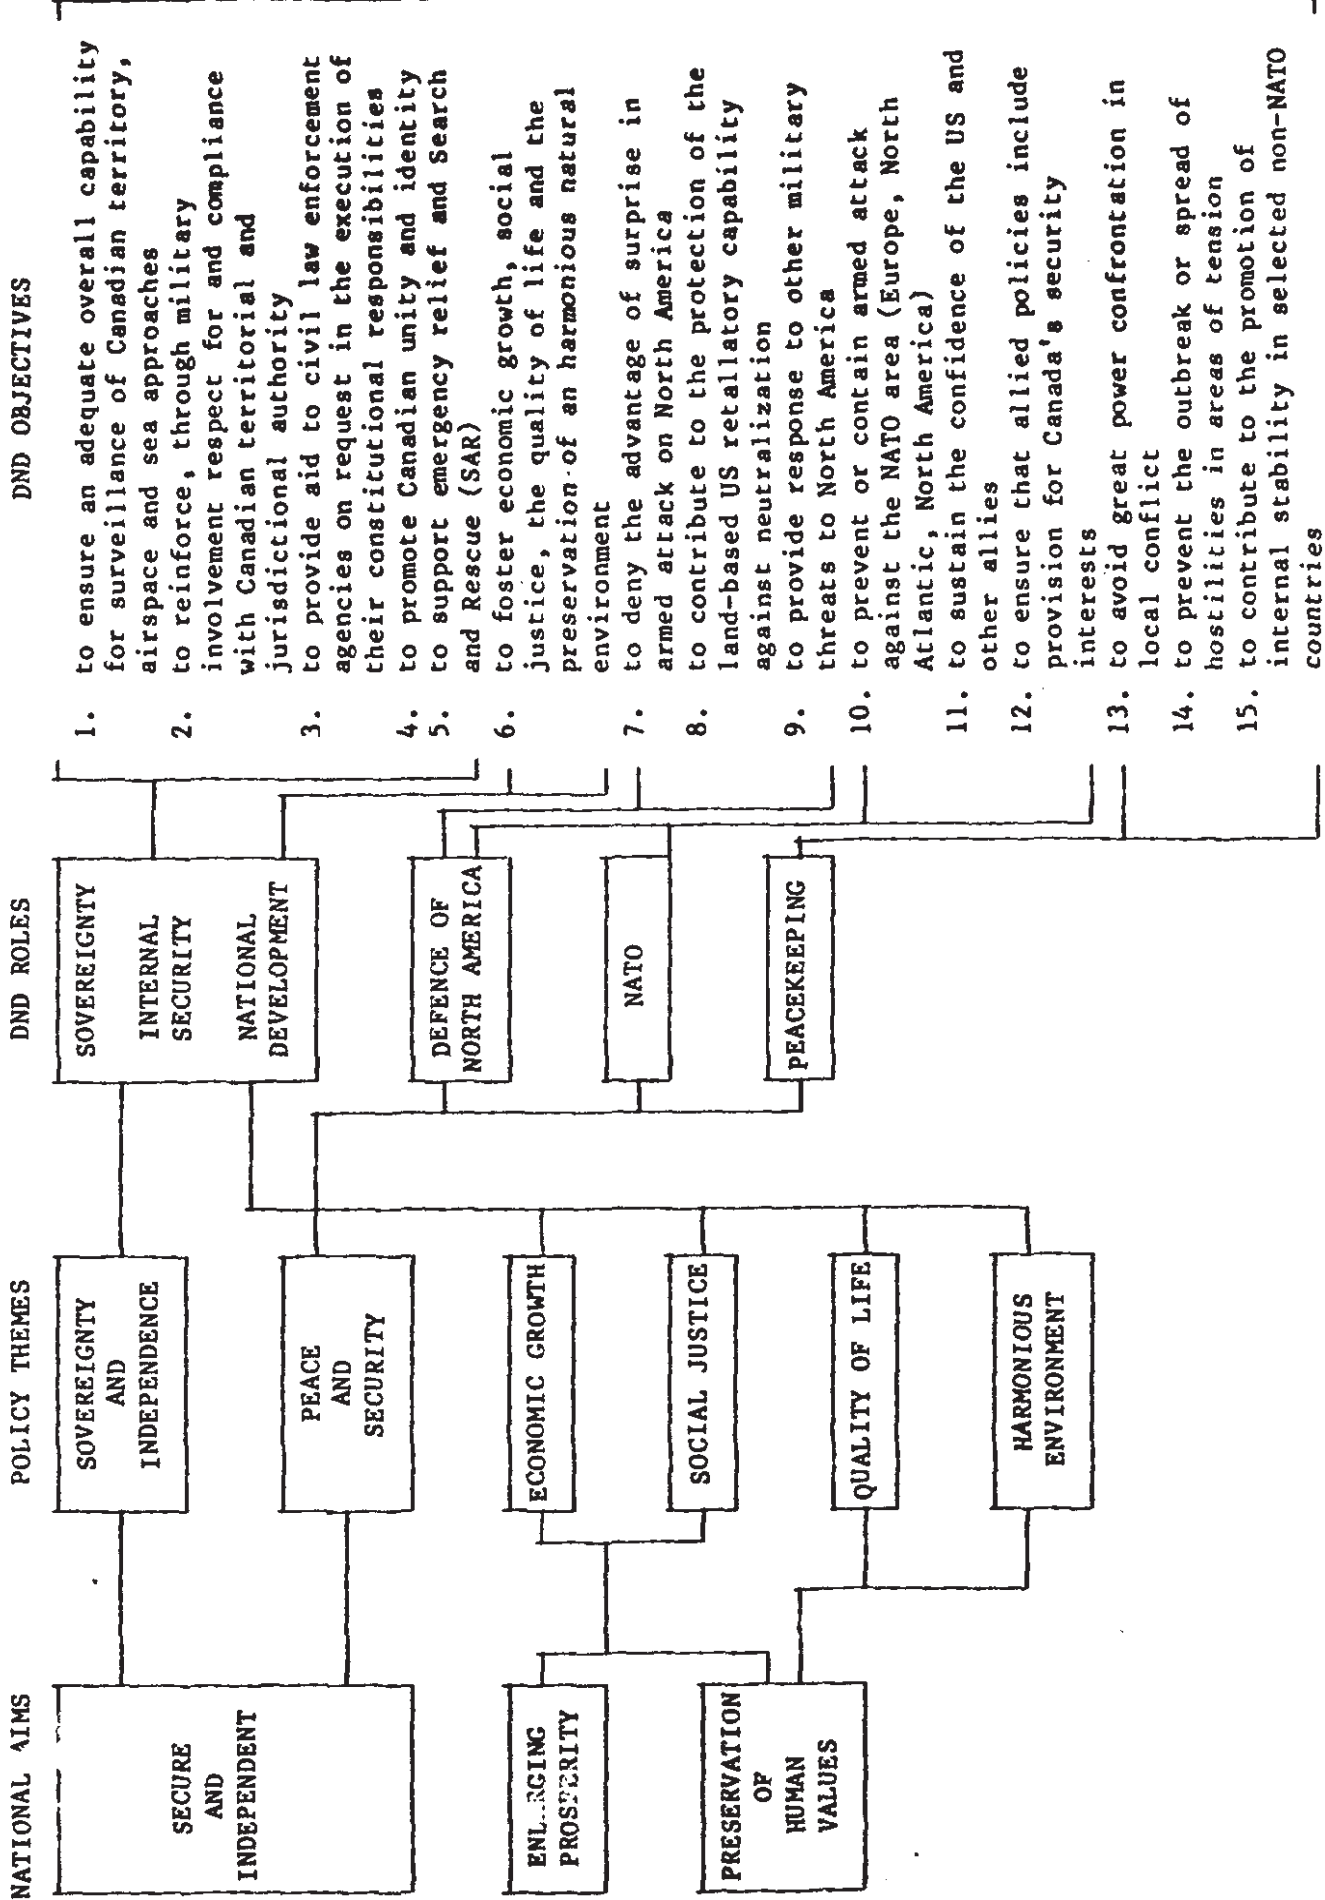 NATIONAL AIMS
SECURE
AND
INDEPENDENT
PROSPERITY
PRESERVATION
OF
HUMAN
VALUES
POLICY THEMES
SOVEREIGNTY
AND
INDEPENDENCE
PEACE
AND
SECURITY
ECONOMIC GROWTH
SOCIAL JUSTICE
QUALITY OF LIFE
HARMONIOUS
ENVIRONMENT
DND ROLES
SOVEREIGNTY
INTERNAL
SECURITY
NATIONAL
DEVELOPMENT
DEFENCE OF
NORTH AMERICA
NATO
PEACEKEEPING
DND OBJECTIVES
1. to ensure an adequate overall capability
for surveillance of Canadian territory,
airspace and sea approaches
2. to reinforce, through military
involvement respect for and compliance
with Canadian territorial and
jurisdictional authority
3. to provide aid to civil law enforcement
agencies on request in the execution of
their constitutional responsibilities
4. to promote Canadian unity and identity
5. to support emergency relief and Search
and Rescue (SAR)
6. to foster economic growth, social
justice, the quality of life and the
preservation of an harmonious natural
environment
7. to deny the advantage of surprise in
armed attack on North America
8. to contribute to the protection of the
land-based US retallatory capability
against neutralization
9. to provide response to other military
threats to North America
10. to prevent or contain armed attack
against the NATO area (Europe, North
Atlantic, North America)
11. to sustain the confidence of the US and
other allies
12. to ensure that allied policies include
provision for Canada's security
interests
13. to avoid great power confrontation in
local conflict
14. to prevent the outbreak or spread of
hostilities in areas of tension
15. to contribute to the promotion of
internal stability in selected non-NATO
countries